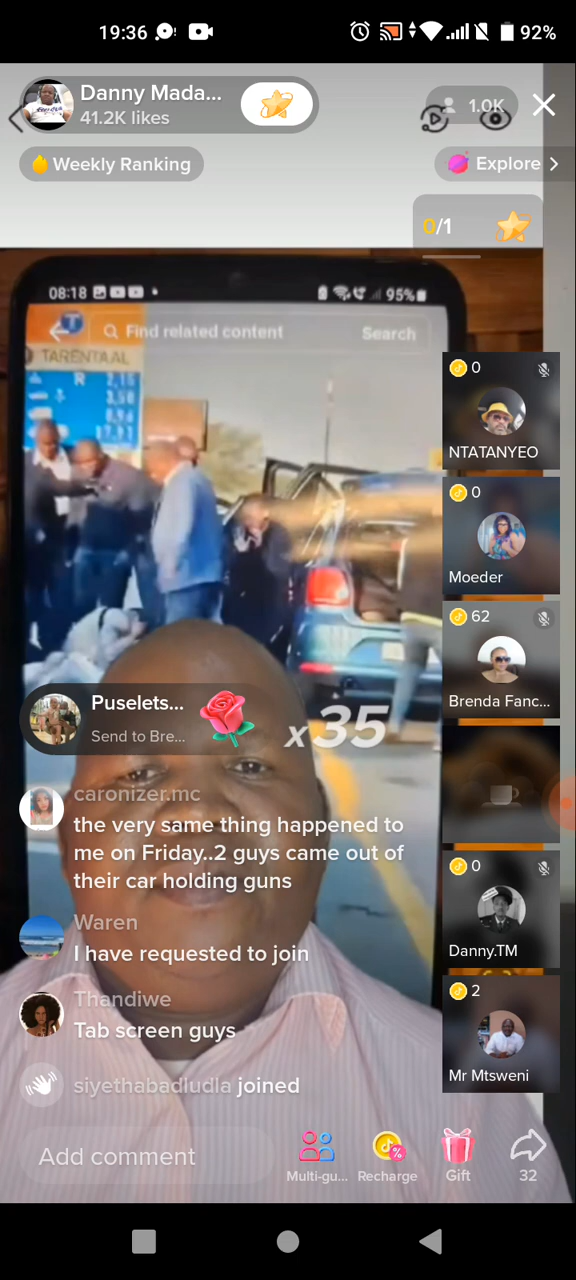 19:36
92%
Danny Mada...
41.2K likes
1.0K
Weekly Ranking
Explore
0/1
08:18
95%
Find related content
Search
TARENTAAL
0
NTATANYEO
0
Moeder
62
Brenda Fanc...
Puselets...
Send to Bre...
x35
caronizer.mc
the very same thing happened to
me on Friday..2 guys came out of
their car holding guns
0
Danny.TM
Waren
I have requested to join
Thandiwe
Tab screen guys
2
Mr Mtsweni
siyethabadludla joined
Add comment
Multi-gu...
Recharge
Gift
32